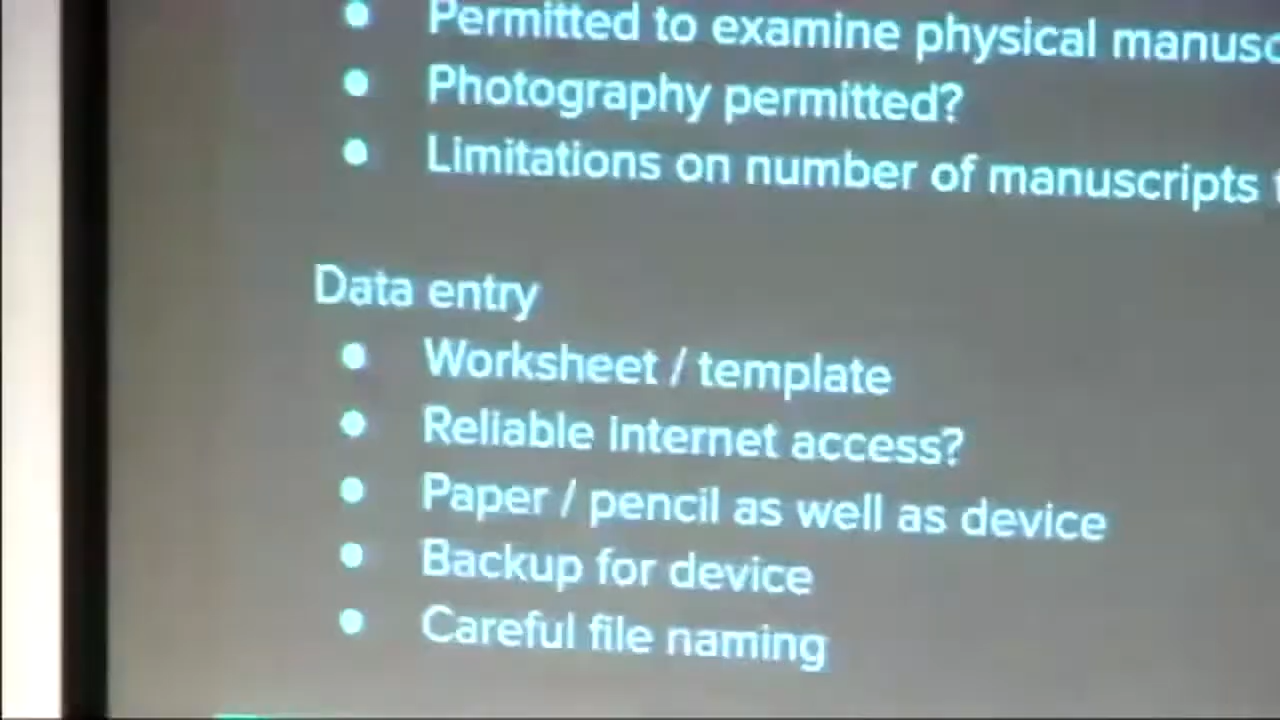 • Permitted to examine physical
• Photography permitted?
• Limitations on number of manuscripts
Data entry
• Worksheet / template
• Reliable internet access?
• Paper / pencil as well as device
• Backup for device
• Careful file naming